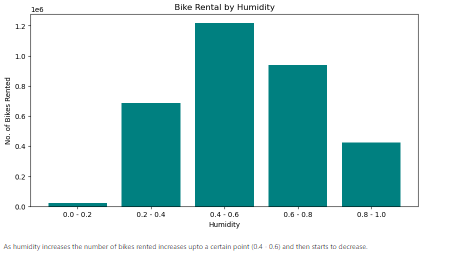 Bike Rental by Humidity
1e6
1.2
1.0
0.8
0.6
0.4
0.2
0.0
No. of Bikes Rented
0.0 - 0.2
0.2 - 0.4
0.4 - 0.6
0.6 - 0.8
0.8 - 1.0
Humidity
As humidity increases the number of bikes rented increases upto a certain point (0.4 - 0.6) and then starts to decrease.